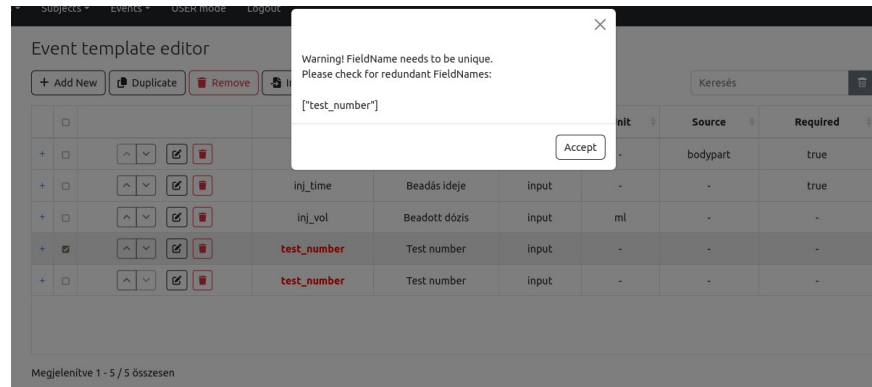 Subjects Events USER mode Logout
Event template editor
+ Add New Duplicate Remove
Keresés
Warning! FieldName needs to be unique.
Please check for redundant FieldNames:
["test_number"]
Accept
Source Required
+ - bodypart true
+ inj_time Beadás ideje input - - true
+ inj_vol Beadott dózis input ml - -
+ test_number Test number input - - -
+ test_number Test number input - - -
Megjelenítve 1 - 5 / 5 összesen